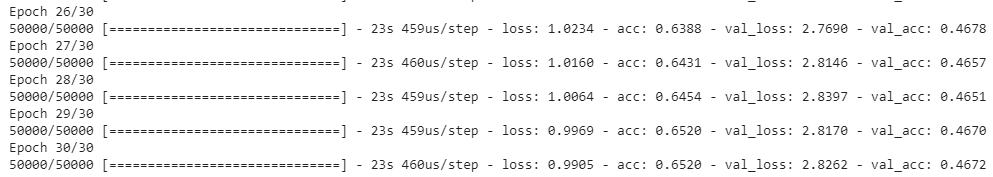 Epoch 26/30
50000/50000 [==============================] - 23s 459us/step - loss: 1.0234 - acc: 0.6388 - val_loss: 2.7690 - val_acc: 0.4678
Epoch 27/30
50000/50000 [==============================] - 23s 460us/step - loss: 1.0160 - acc: 0.6431 - val_loss: 2.8146 - val_acc: 0.4657
Epoch 28/30
50000/50000 [==============================] - 23s 459us/step - loss: 1.0064 - acc: 0.6454 - val_loss: 2.8397 - val_acc: 0.4651
Epoch 29/30
50000/50000 [==============================] - 23s 459us/step - loss: 0.9969 - acc: 0.6520 - val_loss: 2.8170 - val_acc: 0.4670
Epoch 30/30
50000/50000 [==============================] - 23s 460us/step - loss: 0.9905 - acc: 0.6520 - val_loss: 2.8262 - val_acc: 0.4672